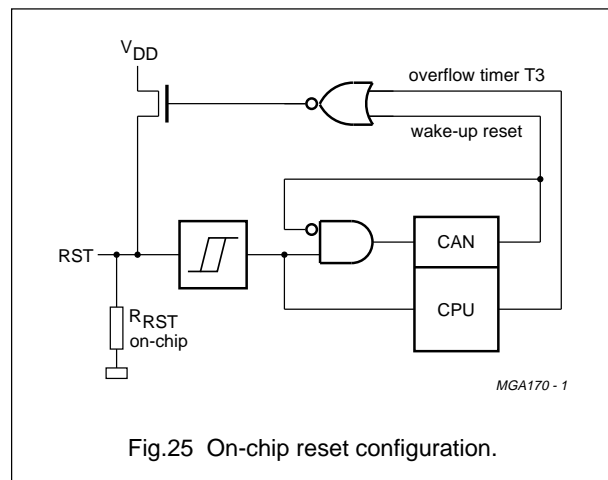 VDD
overflow timer T3
wake-up reset
RST
CAN
CPU
RRST
on-chip
MGA170 - 1
Fig.25 On-chip reset configuration.